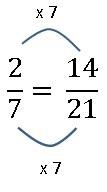 x 7
2/7 = 14/21
x 7